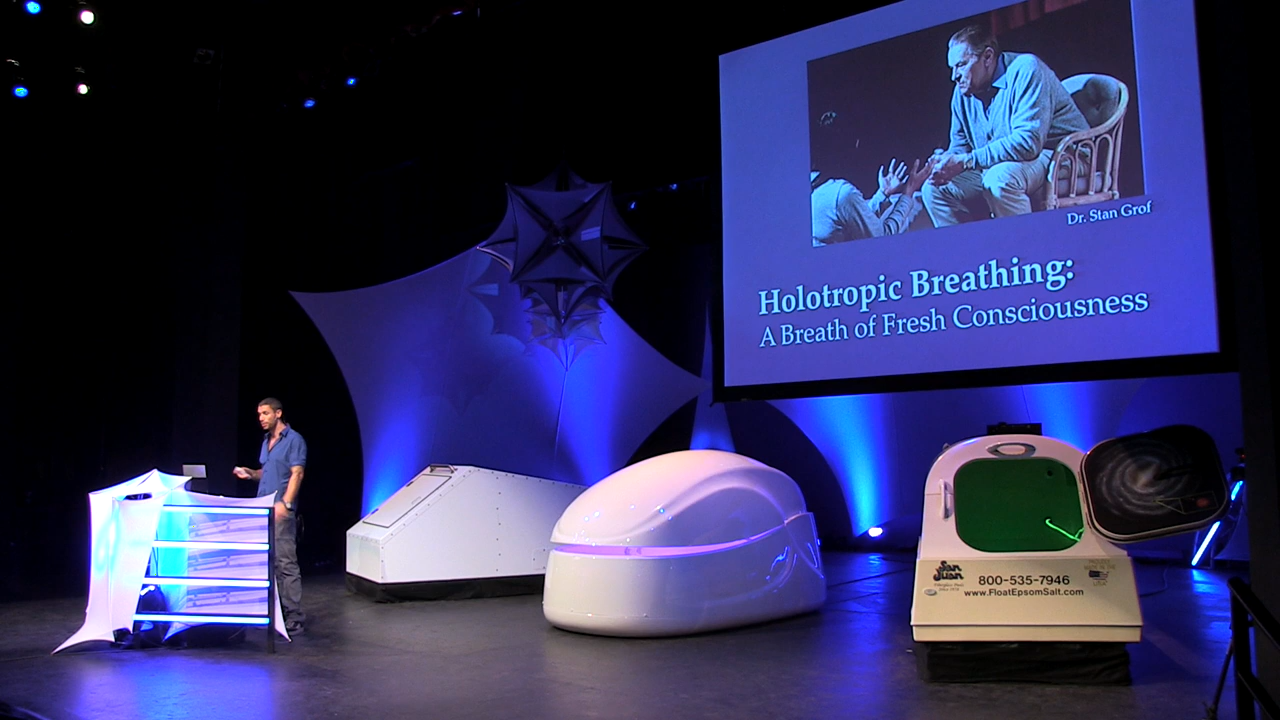 Dr. Stan Grof
Holotropic Breathing:
A Breath of Fresh Consciousness
San Juan
800-535-7946
www.FloatEpsomSalt.com